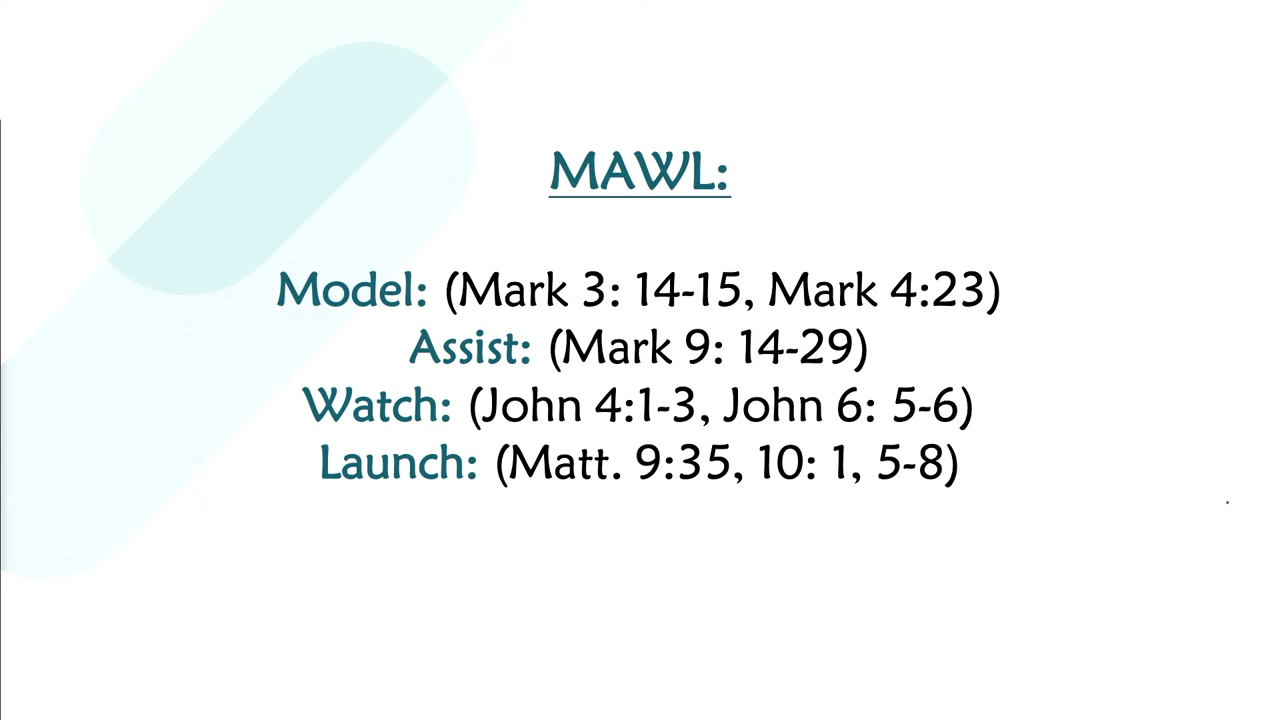 MAWL:
Model: (Mark 3: 14-15, Mark 4:23)
Assist: (Mark 9: 14-29)
Watch: (John 4:1-3, John 6: 5-6)
Launch: (Matt. 9:35, 10: 1, 5-8)